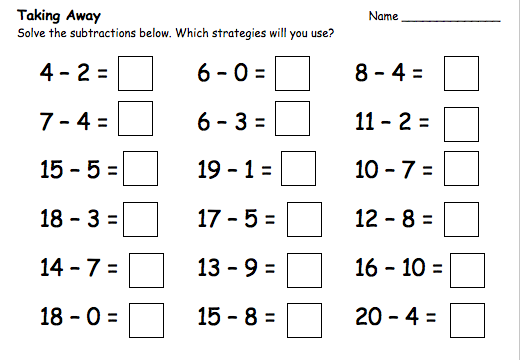 Taking Away Name _______________
Solve the subtractions below. Which strategies will you use?
4 - 2 = 6 - 0 = 8 - 4 =
7 - 4 = 6 - 3 = 11 - 2 =
15 - 5 = 19 - 1 = 10 - 7 =
18 - 3 = 17 - 5 = 12 - 8 =
14 - 7 = 13 - 9 = 16 - 10 =
18 - 0 = 15 - 8 = 20 - 4 =